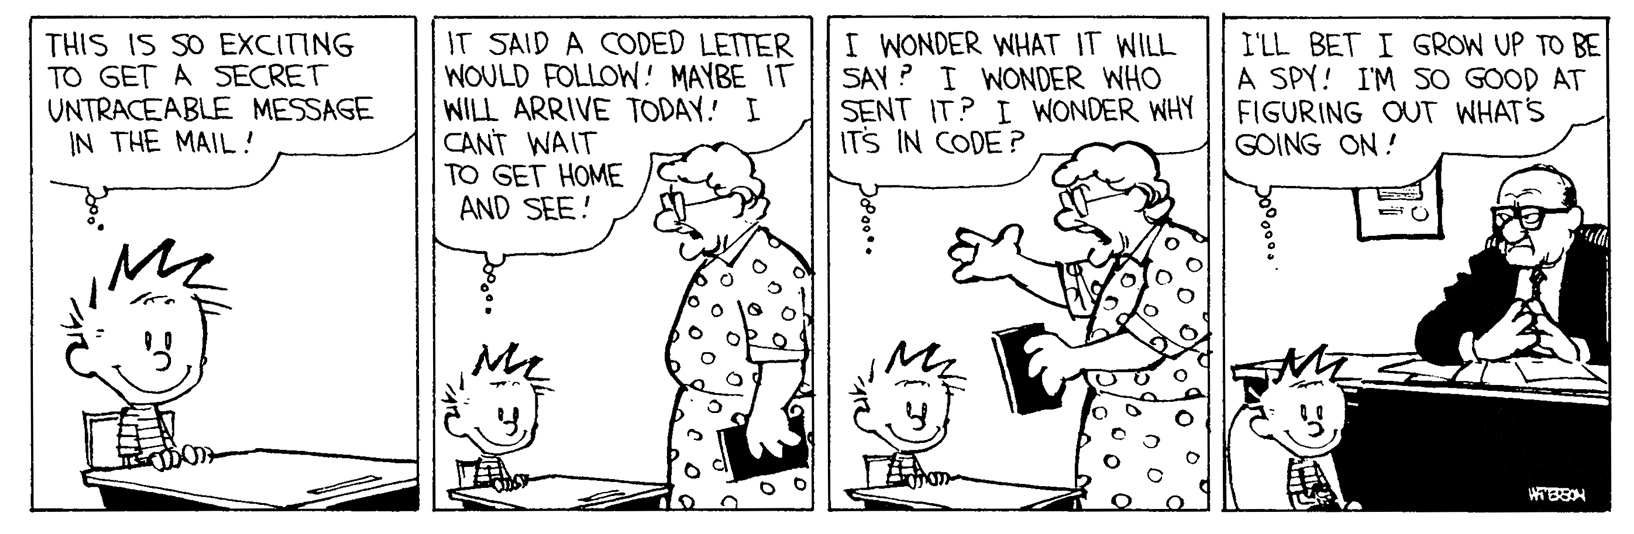 THIS IS SO EXCITING
TO GET A SECRET
UNTRACEABLE MESSAGE
IN THE MAIL!
IT SAID A CODED LETTER
WOULD FOLLOW! MAYBE IT
WILL ARRIVE TODAY! I
CAN'T WAIT
TO GET HOME
AND SEE!
I WONDER WHAT IT WILL
SAY? I WONDER WHO
SENT IT? I WONDER WHY
IT'S IN CODE?
I'LL BET I GROW UP TO BE
A SPY! I'M SO GOOD AT
FIGURING OUT WHAT'S
GOING ON!
WATTERSON